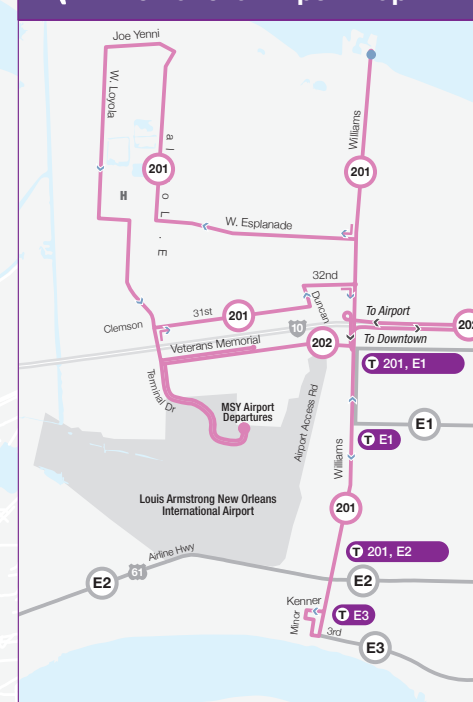 Joe Yenni
W. Loyola
Williams
201
201
H
E. Loyola
W. Esplanade
32nd
31st
201
Duncan
To Airport
Clemson
10
202
Veterans Memorial
202
To Downtown
T 201, E1
Terminal Dr
MSY Airport
Departures
Airport Access Rd
E1
T E1
Williams
Louis Armstrong New Orleans
International Airport
201
Airline Hwy
T 201, E2
61
E2
E2
Kenner
Minor
T E3
3rd
E3